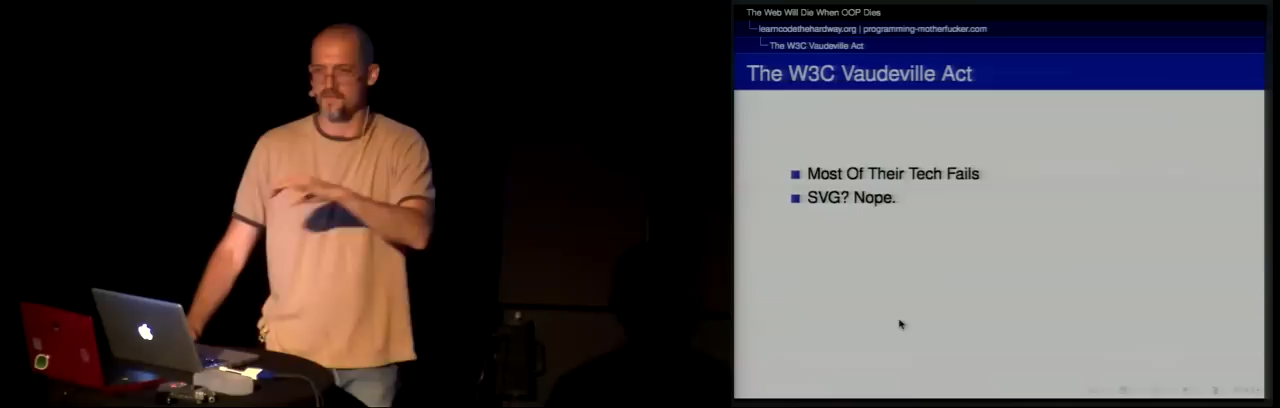 The Web Will Die When OOP Dies
learncodethehardway.org | programming-motherfucker.com
The W3C Vaudeville Act
The W3C Vaudeville Act
Most Of Their Tech Fails
SVG? Nope.